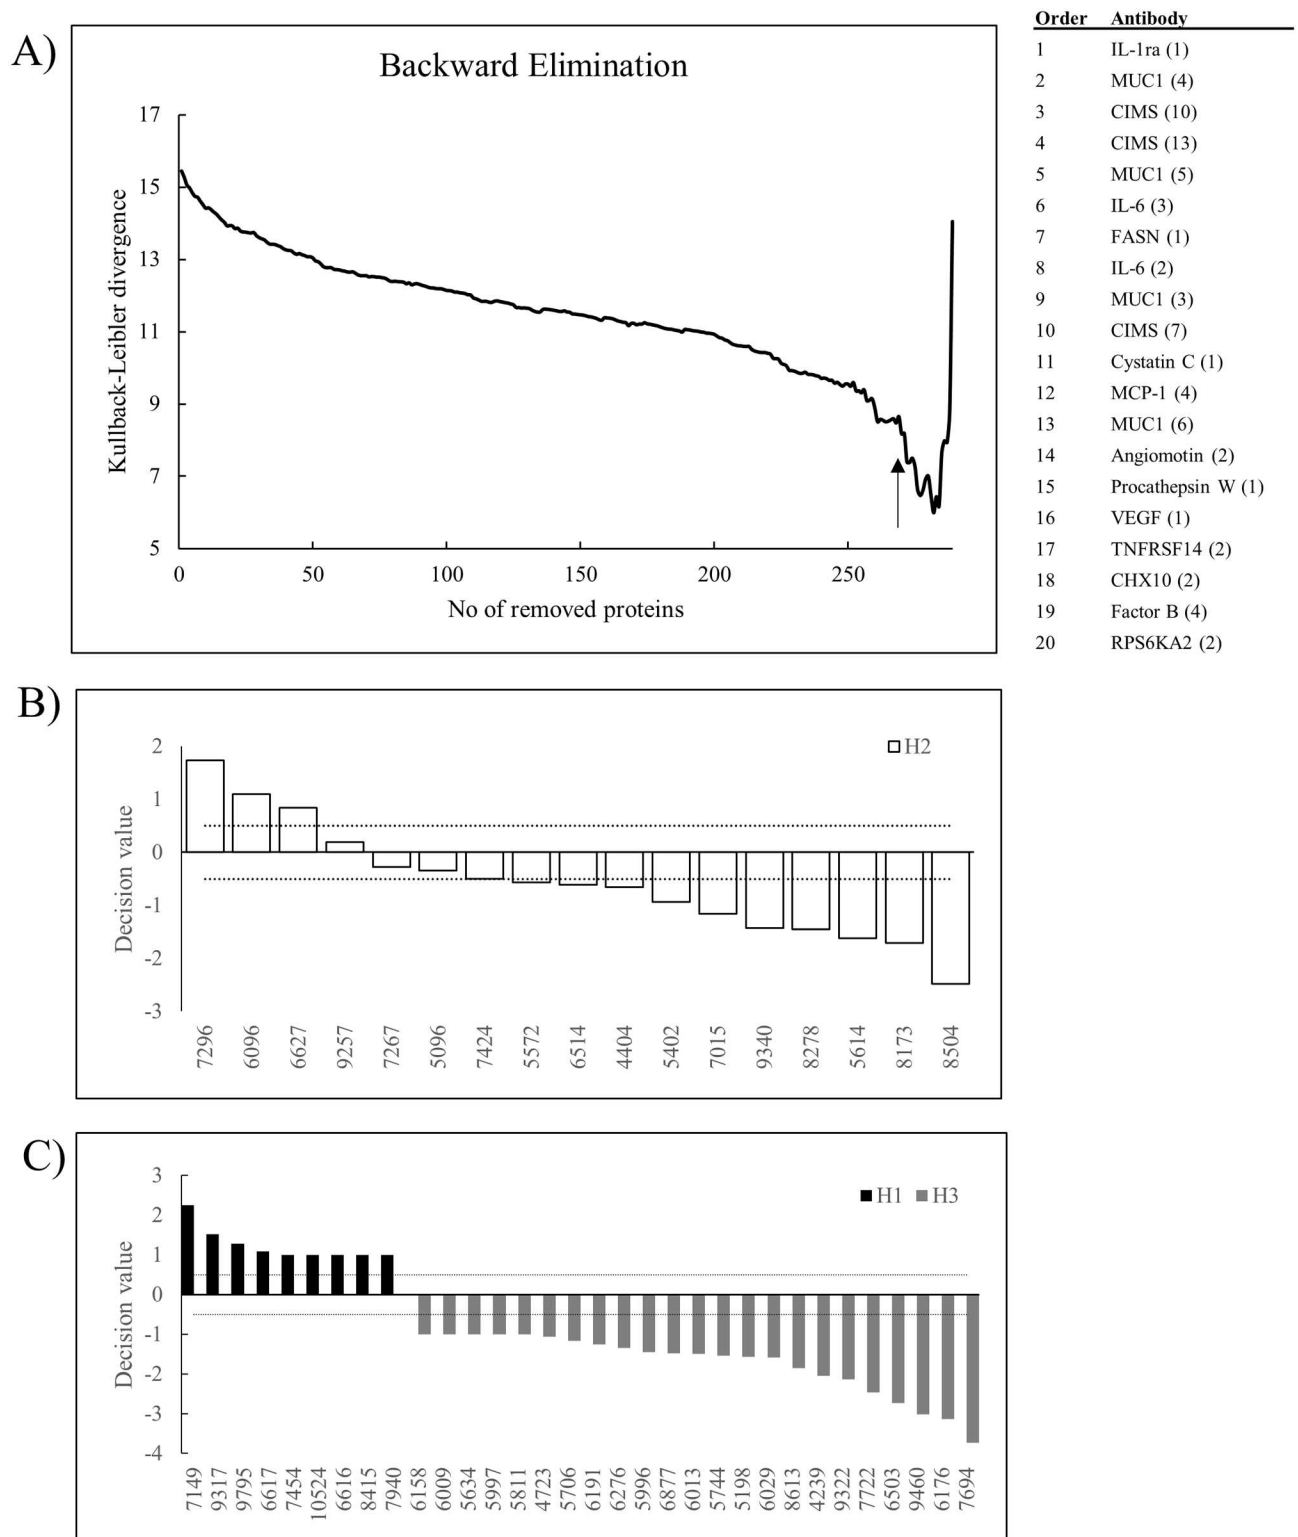 A)
Backward Elimination
Kullback-Leibler divergence
17
15
13
11
9
7
5
0 50 100 150 200 250
No of removed proteins
Order Antibody
1 IL-1ra (1)
2 MUC1 (4)
3 CIMS (10)
4 CIMS (13)
5 MUC1 (5)
6 IL-6 (3)
7 FASN (1)
8 IL-6 (2)
9 MUC1 (3)
10 CIMS (7)
11 Cystatin C (1)
12 MCP-1 (4)
13 MUC1 (6)
14 Angiomotin (2)
15 Procathepsin W (1)
16 VEGF (1)
17 TNFRSF14 (2)
18 CHX10 (2)
19 Factor B (4)
20 RPS6KA2 (2)
B)
H2
Decision value
2
1
0
-1
-2
-3
7296 6096 6627 9257 7267 5096 7424 5572 6514 4404 5402 7015 9340 8278 5614 8173 8504
C)
H1 H3
Decision value
3
2
1
0
-1
-2
-3
-4
7149 9317 9795 6617 7454 10524 6616 8415 7940 6158 6009 5634 5997 5811 4723 5706 6191 6276 5996 6877 6013 5744 5198 6029 8613 4239 9322 7722 6503 9460 6176 7694